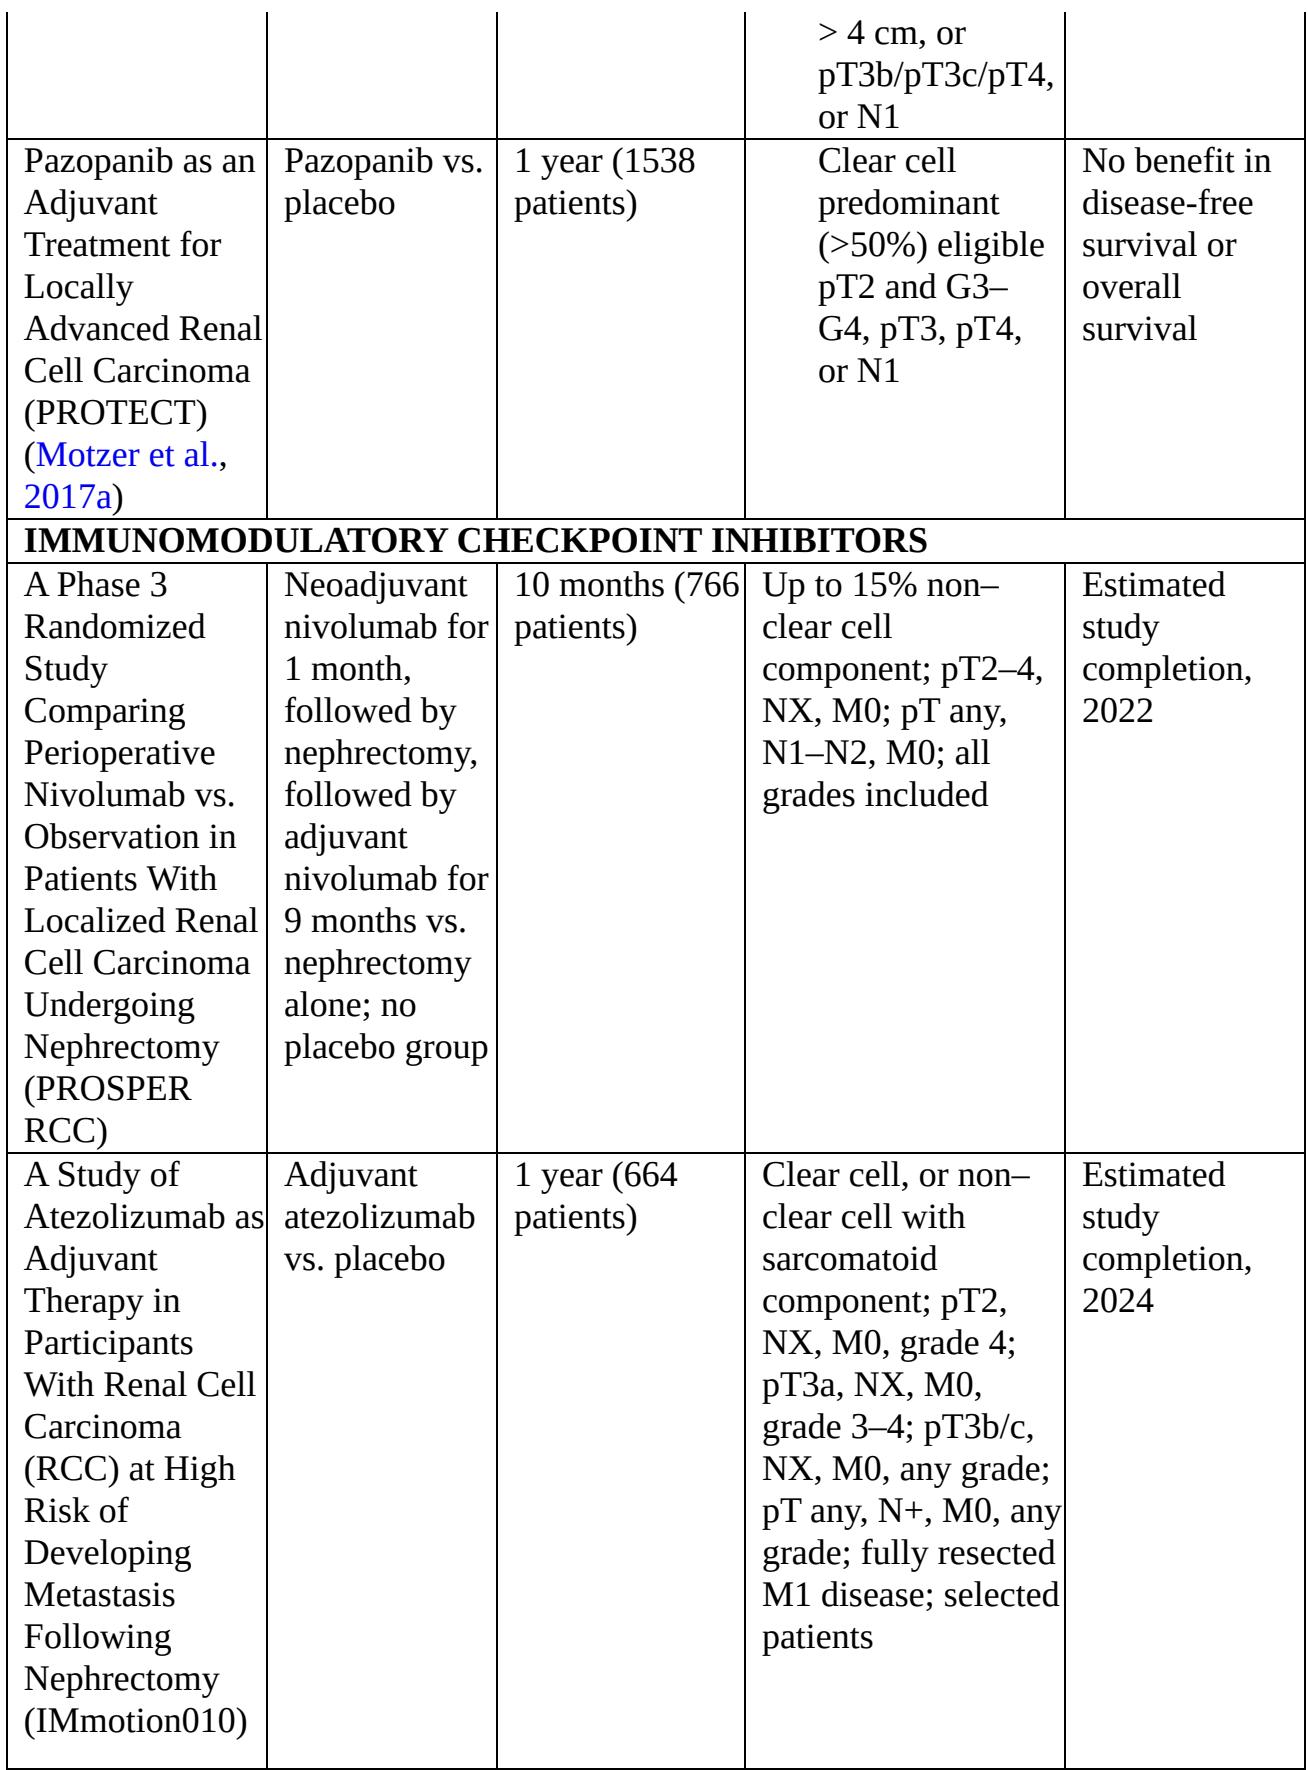 > 4 cm, or
pT3b/pT3c/pT4,
or N1
Pazopanib as an
Adjuvant
Treatment for
Locally
Advanced Renal
Cell Carcinoma
(PROTECT)
(Motzer et al.,
2017a)
Pazopanib vs.
placebo
1 year (1538
patients)
Clear cell
predominant
(>50%) eligible
pT2 and G3–
G4, pT3, pT4,
or N1
No benefit in
disease-free
survival or
overall
survival
IMMUNOMODULATORY CHECKPOINT INHIBITORS
A Phase 3
Randomized
Study
Comparing
Perioperative
Nivolumab vs.
Observation in
Patients With
Localized Renal
Cell Carcinoma
Undergoing
Nephrectomy
(PROSPER
RCC)
Neoadjuvant
nivolumab for
1 month,
followed by
nephrectomy,
followed by
adjuvant
nivolumab for
9 months vs.
nephrectomy
alone; no
placebo group
10 months (766
patients)
Up to 15% non–
clear cell
component; pT2–4,
NX, M0; pT any,
N1–N2, M0; all
grades included
Estimated
study
completion,
2022
A Study of
Atezolizumab as
Adjuvant
Therapy in
Participants
With Renal Cell
Carcinoma
(RCC) at High
Risk of
Developing
Metastasis
Following
Nephrectomy
(IMmotion010)
Adjuvant
atezolizumab
vs. placebo
1 year (664
patients)
Clear cell, or non–
clear cell with
sarcomatoid
component; pT2,
NX, M0, grade 4;
pT3a, NX, M0,
grade 3–4; pT3b/c,
NX, M0, any grade;
pT any, N+, M0, any
grade; fully resected
M1 disease; selected
patients
Estimated
study
completion,
2024